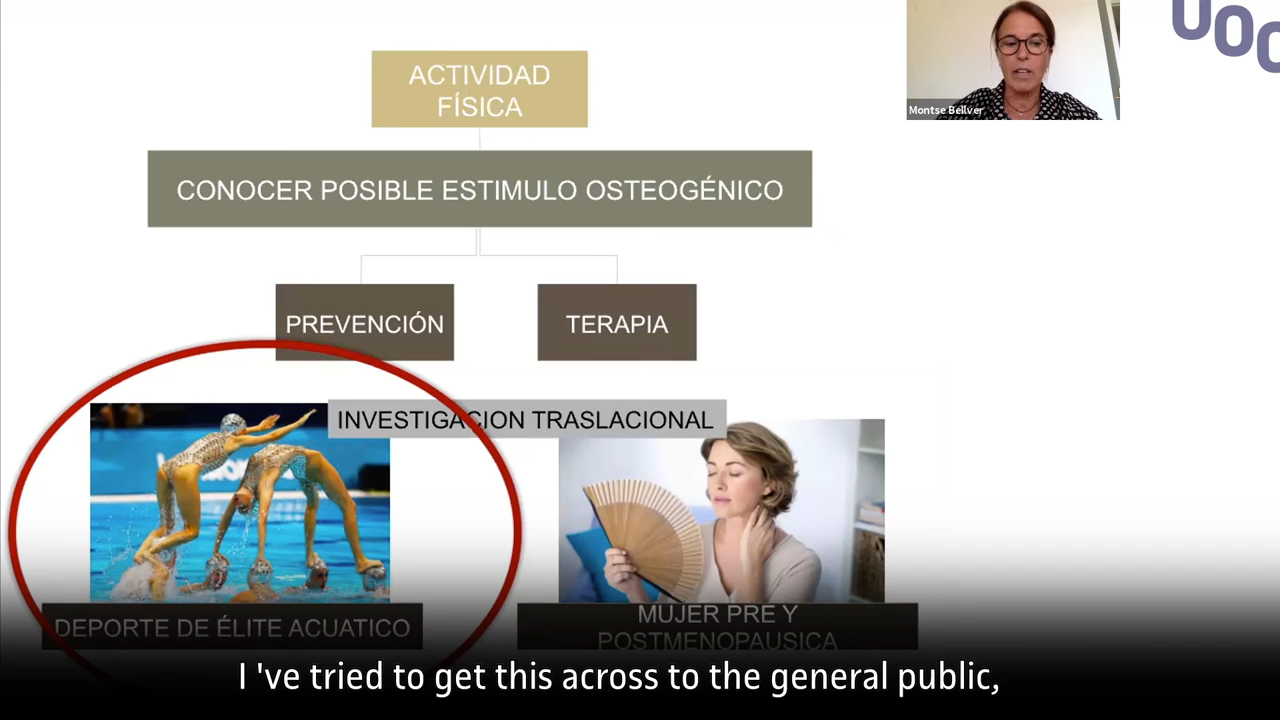 UOC
Montse Bellver
ACTIVIDAD
FÍSICA
CONOCER POSIBLE ESTIMULO OSTEOGÉNICO
PREVENCIÓN
TERAPIA
INVESTIGACION TRASLACIONAL
DEPORTE DE ÉLITE ACUATICO
MUJER PRE Y
POSTMENOPAUSICA
I 've tried to get this across to the general public,